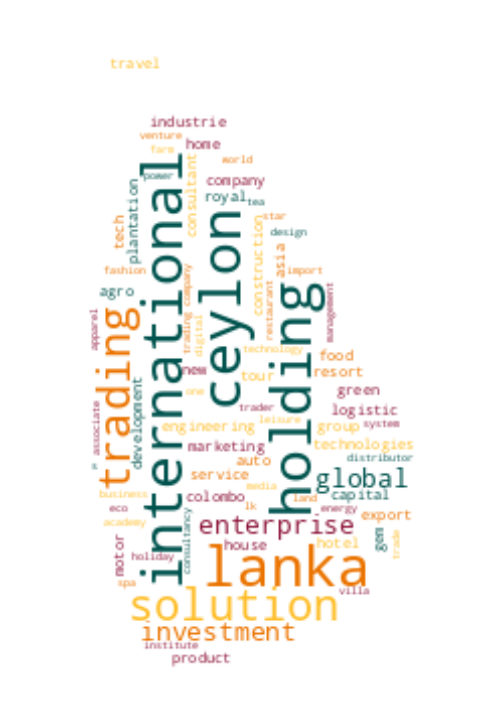 travel
industrie
venture
home
farm
world
international
consultant
power
company
plantation
royal
tea
ceylon
star
tech
construction
design
asia
fashion
trading
company
import
agro
holding
restaurant
management
apparel
trading
digital
technology
new
food
tour
resort
development
one
green
associate
trader
logistic
leisure
engineering
group
system
marketing
technologies
auto
distributor
service
global
media
business
colombo
land
capital
eco
lk
energy
export
academy
enterprise
consultancy
motor
house
hotel
gem
trade
holiday
lanka
spa
villa
solution
investment
institute
product